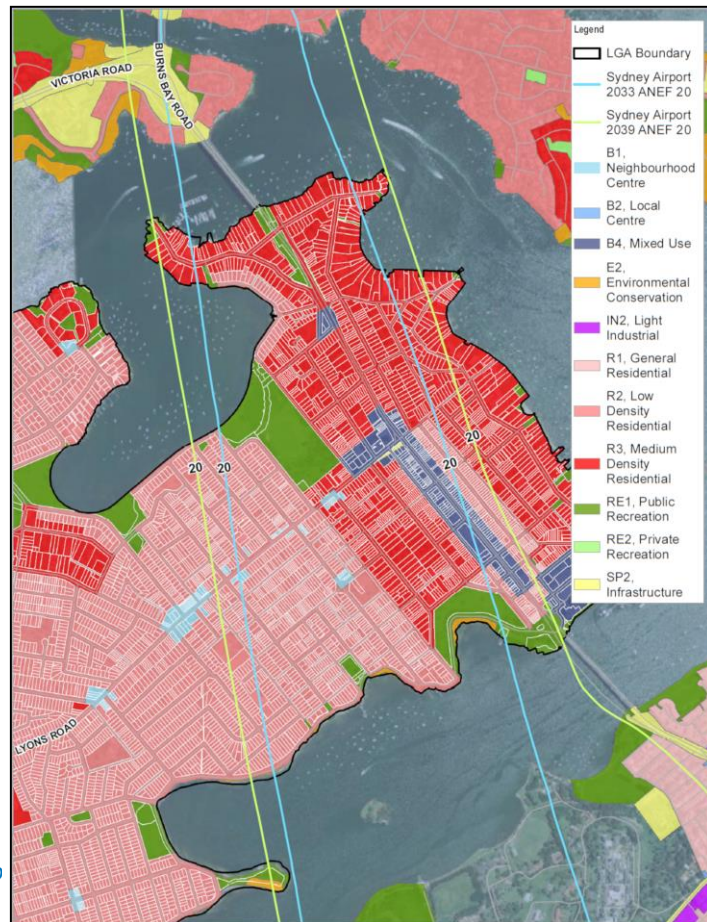 VICTORIA ROAD
BURNS BAY ROAD
20
20
20
20
LYONS ROAD
Legend
LGA Boundary
Sydney Airport
2033 ANEF 20
Sydney Airport
2039 ANEF 20
B1,
Neighbourhood
Centre
B2, Local
Centre
B4, Mixed Use
E2,
Environmental
Conservation
IN2, Light
Industrial
R1, General
Residential
R2, Low
Density
Residential
R3, Medium
Density
Residential
RE1, Public
Recreation
RE2, Private
Recreation
SP2,
Infrastructure